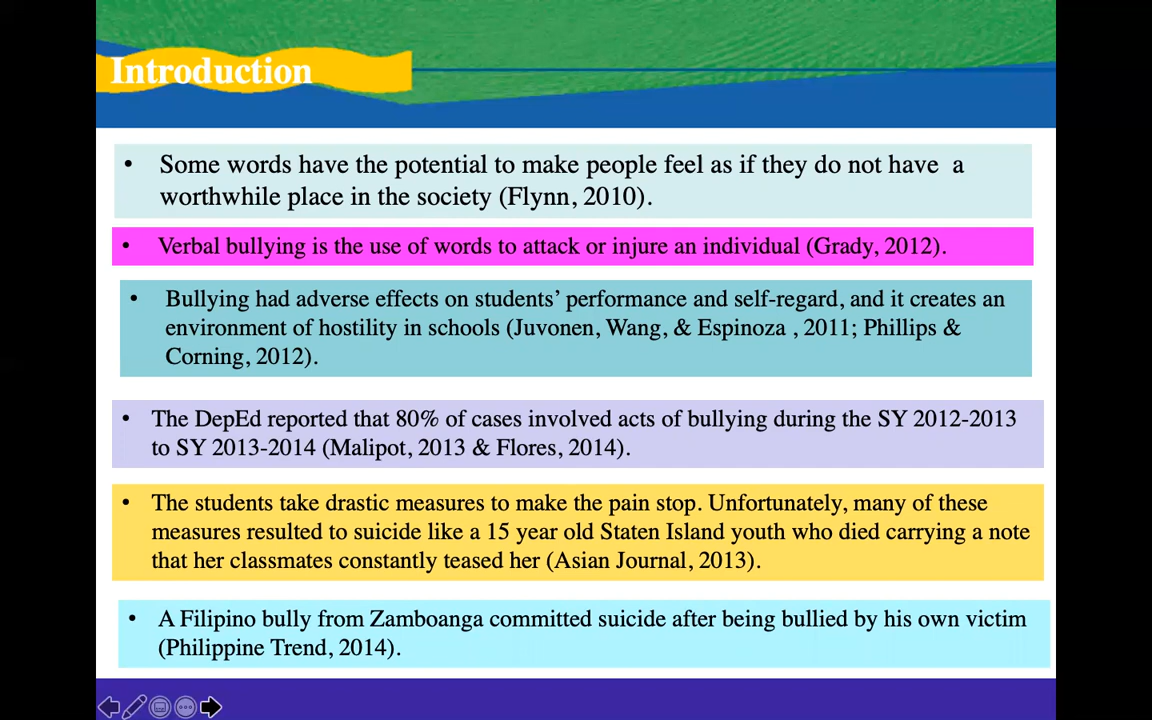 Introduction
• Some words have the potential to make people feel as if they do not have a
worthwhile place in the society (Flynn, 2010).
• Verbal bullying is the use of words to attack or injure an individual (Grady, 2012).
• Bullying had adverse effects on students’ performance and self-regard, and it creates an
environment of hostility in schools (Juvonen, Wang, & Espinoza , 2011; Phillips &
Corning, 2012).
• The DepEd reported that 80% of cases involved acts of bullying during the SY 2012-2013
to SY 2013-2014 (Malipot, 2013 & Flores, 2014).
• The students take drastic measures to make the pain stop. Unfortunately, many of these
measures resulted to suicide like a 15 year old Staten Island youth who died carrying a note
that her classmates constantly teased her (Asian Journal, 2013).
• A Filipino bully from Zamboanga committed suicide after being bullied by his own victim
(Philippine Trend, 2014).